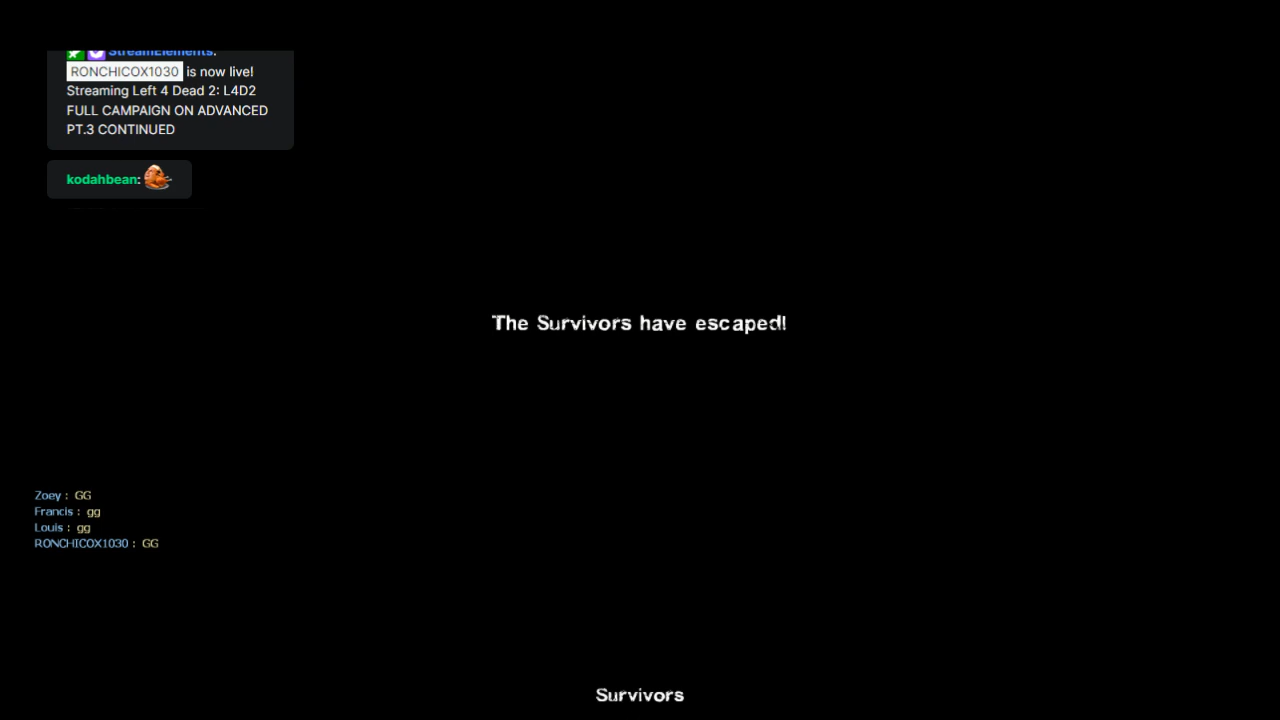 StreamElements:
RONCHICOX1030 is now live!
Streaming Left 4 Dead 2: L4D2
FULL CAMPAIGN ON ADVANCED
PT.3 CONTINUED
kodahbean:
The Survivors have escaped!
Zoey : GG
Francis : gg
Louis : gg
RONCHICOX1030 : GG
Survivors